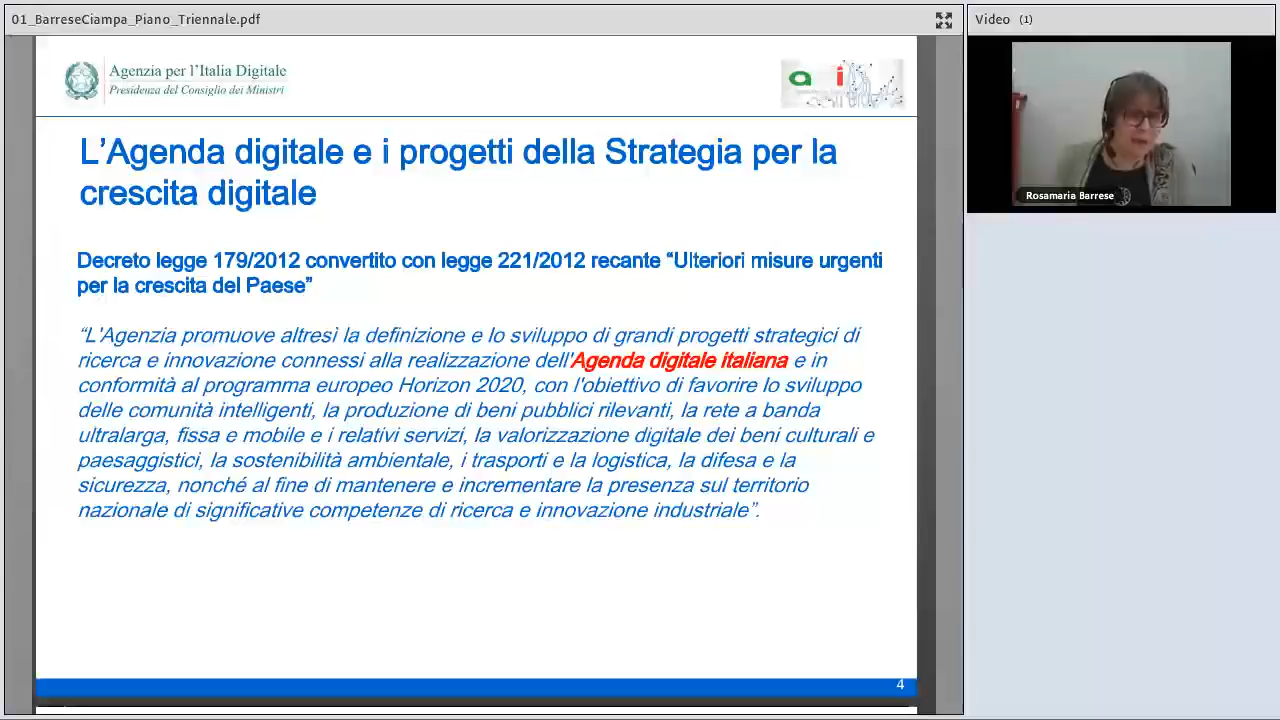 01_BarreseCiampa_Piano_Triennale.pdf
Video (1)
Agenzia per l'Italia Digitale
Presidenza del Consiglio dei Ministri
L’Agenda digitale e i progetti della Strategia per la
crescita digitale
Decreto legge 179/2012 convertito con legge 221/2012 recante “Ulteriori misure urgenti
per la crescita del Paese”
“L'Agenzia promuove altresì la definizione e lo sviluppo di grandi progetti strategici di
ricerca e innovazione connessi alla realizzazione dell'Agenda digitale italiana e in
conformità al programma europeo Horizon 2020, con l'obiettivo di favorire lo sviluppo
delle comunità intelligenti, la produzione di beni pubblici rilevanti, la rete a banda
ultralarga, fissa e mobile e i relativi servizi, la valorizzazione digitale dei beni culturali e
paesaggistici, la sostenibilità ambientale, i trasporti e la logistica, la difesa e la
sicurezza, nonché al fine di mantenere e incrementare la presenza sul territorio
nazionale di significative competenze di ricerca e innovazione industriale”.
4
Rosamaria Barrese